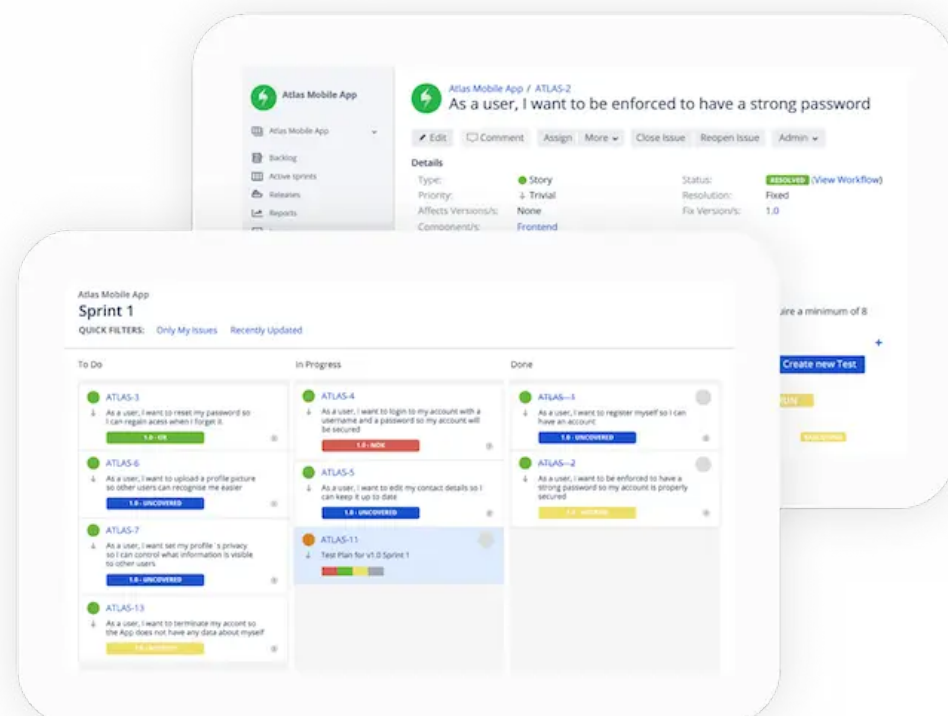 Atlas Mobile App
Atlas Mobile App
Backlog
Active sprints
Releases
Reports
Atlas Mobile App / ATLAS-2
As a user, I want to be enforced to have a strong password
Edit Comment Assign More Close Issue Reopen Issue Admin
Details
Type: Story Status: RESOLVED (View Workflow)
Priority: Trivial Resolution: Fixed
Affects Versions/s: None Fix Version/s: 1.0
Component/s: Frontend
uire a minimum of 8
+
Create new Test
Atlas Mobile App
Sprint 1
QUICK FILTERS: Only My Issues Recently Updated
To Do
ATLAS-3
As a user, I want to reset my password so
I can regain acess when I forget it.
1.0 - OK
ATLAS-6
As a user, I want to upload a profile picture
so other users can recognise me easier
1.0 - UNCOVERED
ATLAS-7
As a user, I want set my profile´s privacy
so I can control what information is visible
to other users
1.0 - UNCOVERED
ATLAS-13
As a user, I want to terminate my accont so
the App does not have any data about myself
In Progress
ATLAS-4
As a user, I want to login to my account with a
username and a password so my account will
be secured
1.0 - NOK
ATLAS-5
As a user, I want to edit my contact details so I
can keep it up to date
1.0 - UNCOVERED
ATLAS-11
Test Plan for v1.0 Sprint 1
Done
ATLAS-1
As a user, I want to register myself so I can
have an account
1.0 - UNCOVERED
ATLAS-2
As a user, I want to be enforced to have a
strong password so my account is properly
secured